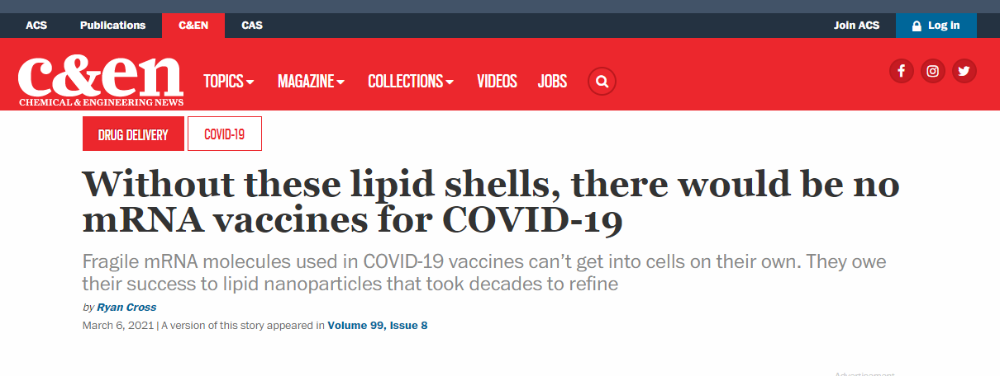 ACS Publications C&EN CAS Join ACS Log In
c&en
CHEMICAL & ENGINEERING NEWS
TOPICS MAGAZINE COLLECTIONS VIDEOS JOBS
DRUG DELIVERY COVID-19
Without these lipid shells, there would be no
mRNA vaccines for COVID-19
Fragile mRNA molecules used in COVID-19 vaccines can't get into cells on their own. They owe
their success to lipid nanoparticles that took decades to refine
by Ryan Cross
March 6, 2021 | A version of this story appeared in Volume 99, Issue 8
Advertisement